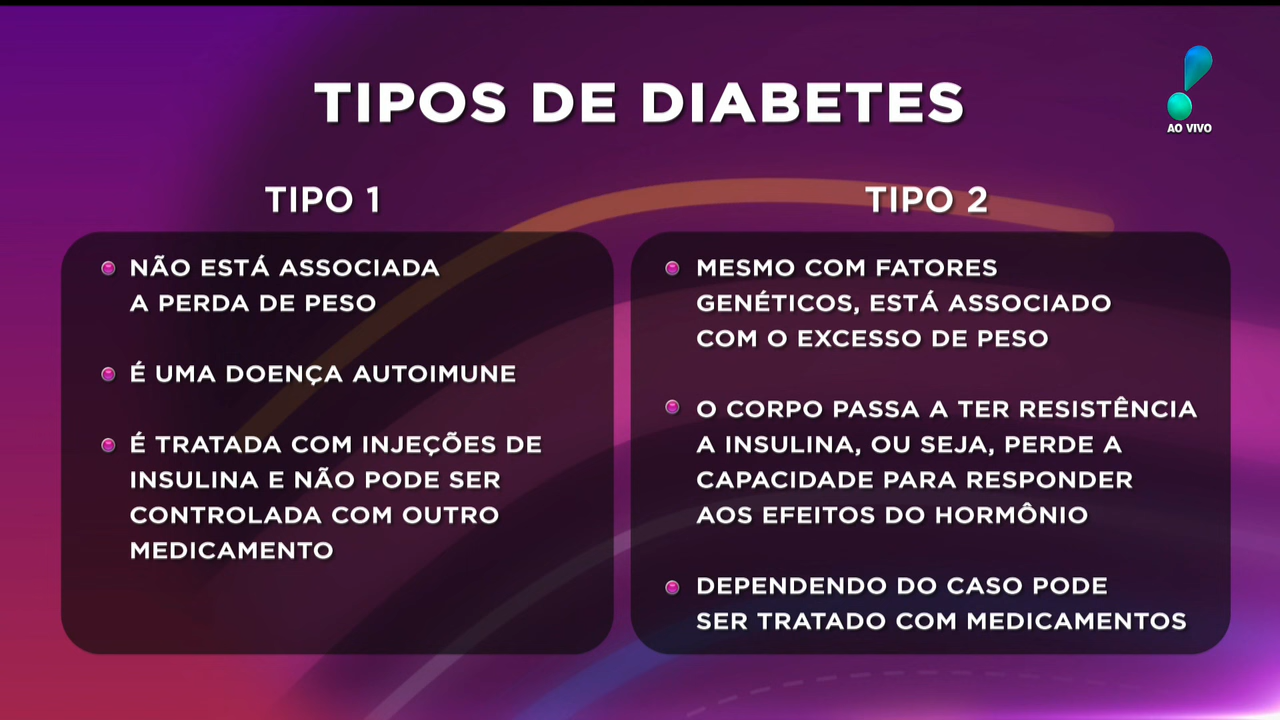 TIPOS DE DIABETES
AO VIVO
TIPO 1
NÃO ESTÁ ASSOCIADA
A PERDA DE PESO
É UMA DOENÇA AUTOIMUNE
É TRATADA COM INJEÇÕES DE
INSULINA E NÃO PODE SER
CONTROLADA COM OUTRO
MEDICAMENTO
TIPO 2
MESMO COM FATORES
GENÉTICOS, ESTÁ ASSOCIADO
COM O EXCESSO DE PESO
O CORPO PASSA A TER RESISTÊNCIA
A INSULINA, OU SEJA, PERDE A
CAPACIDADE PARA RESPONDER
AOS EFEITOS DO HORMÔNIO
DEPENDENDO DO CASO PODE
SER TRATADO COM MEDICAMENTOS